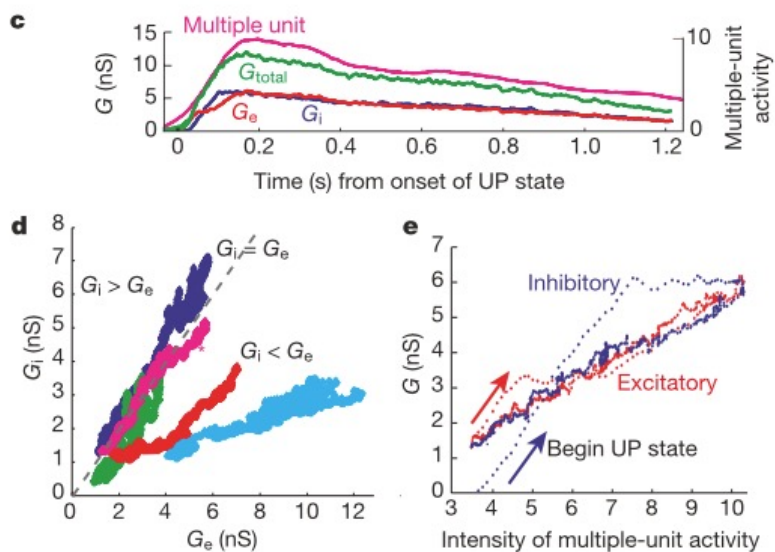 c
Multiple unit
G (nS)
15
10
5
0
G_total
G_e
G_i
10
0
Multiple-unit
activity
0
0.2
0.4
0.6
0.8
1.0
1.2
Time (s) from onset of UP state
d
G_i (nS)
8
7
6
5
4
3
2
1
0
G_i = G_e
G_i > G_e
G_i < G_e
0
2
4
6
8
10
12
G_e (nS)
e
G (nS)
7
6
5
4
3
2
1
0
Inhibitory
Excitatory
Begin UP state
3
4
5
6
7
8
9
10
Intensity of multiple-unit activity